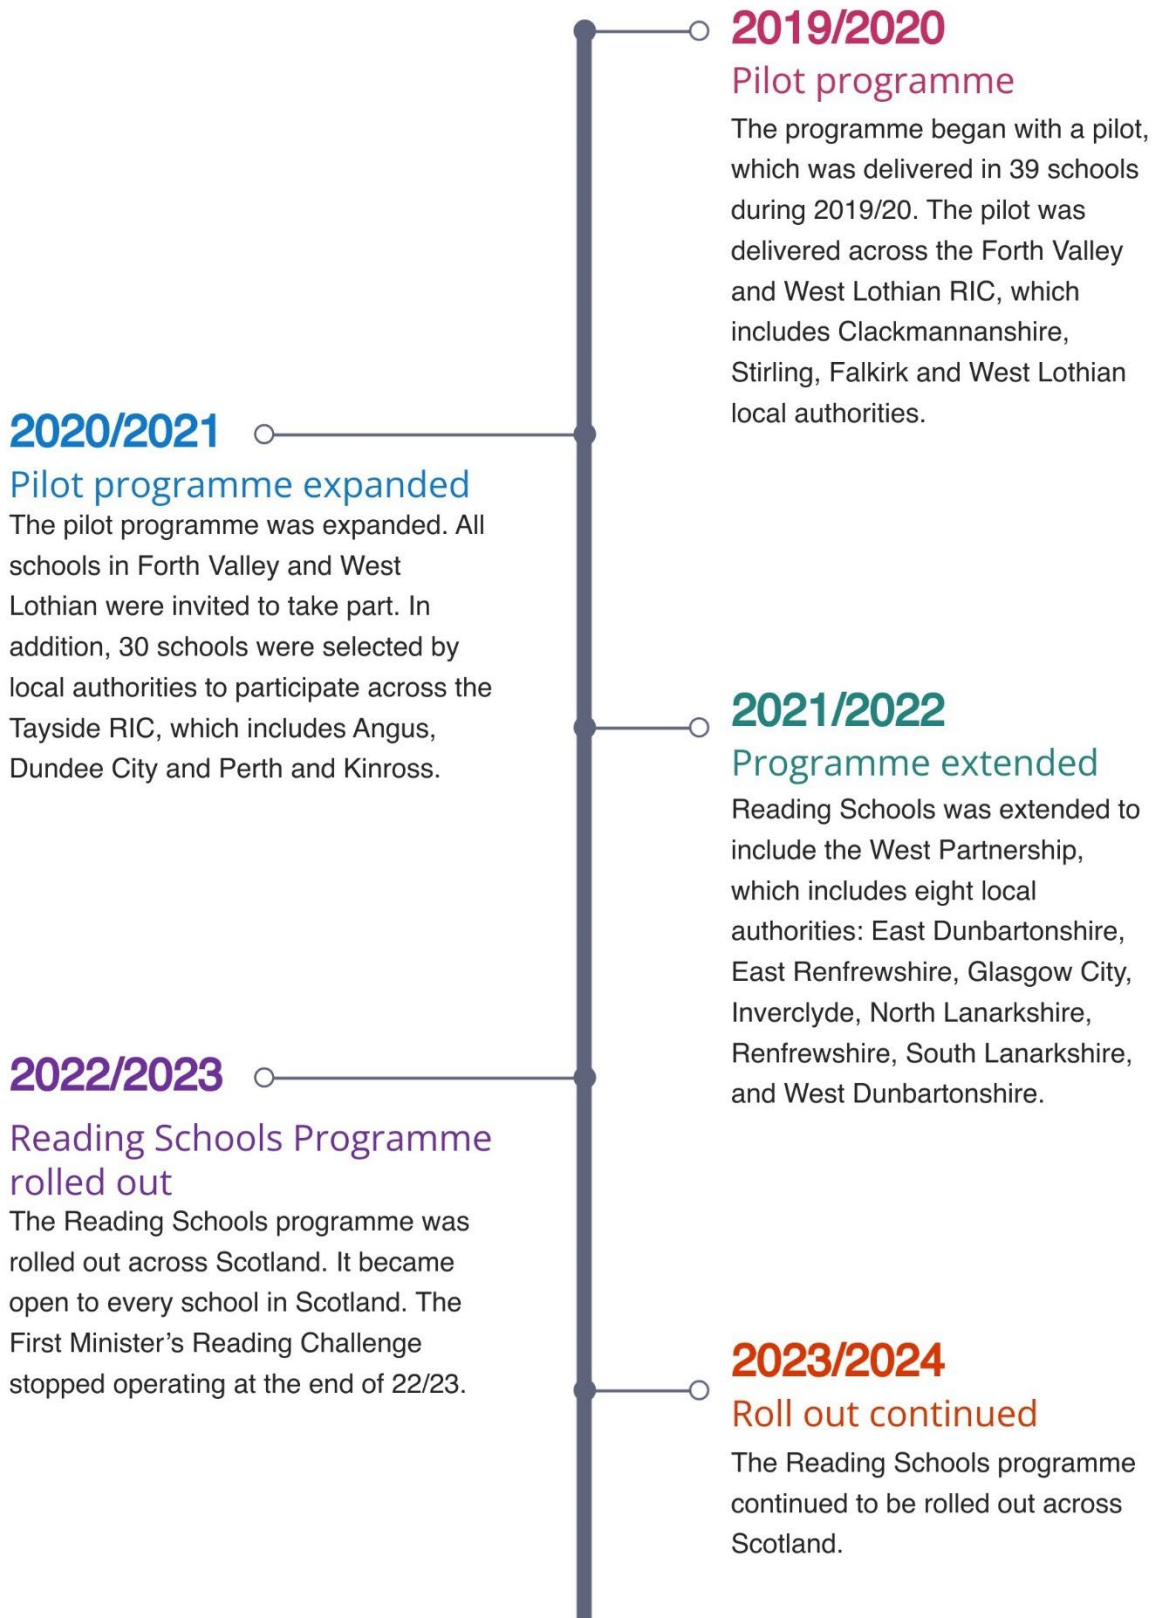 2019/2020
Pilot programme
The programme began with a pilot,
which was delivered in 39 schools
during 2019/20. The pilot was
delivered across the Forth Valley
and West Lothian RIC, which
includes Clackmannanshire,
Stirling, Falkirk and West Lothian
local authorities.
2020/2021
Pilot programme expanded
The pilot programme was expanded. All
schools in Forth Valley and West
Lothian were invited to take part. In
addition, 30 schools were selected by
local authorities to participate across the
Tayside RIC, which includes Angus,
Dundee City and Perth and Kinross.
2021/2022
Programme extended
Reading Schools was extended to
include the West Partnership,
which includes eight local
authorities: East Dunbartonshire,
East Renfrewshire, Glasgow City,
Inverclyde, North Lanarkshire,
Renfrewshire, South Lanarkshire,
and West Dunbartonshire.
2022/2023
Reading Schools Programme
rolled out
The Reading Schools programme was
rolled out across Scotland. It became
open to every school in Scotland. The
First Minister’s Reading Challenge
stopped operating at the end of 22/23.
2023/2024
Roll out continued
The Reading Schools programme
continued to be rolled out across
Scotland.